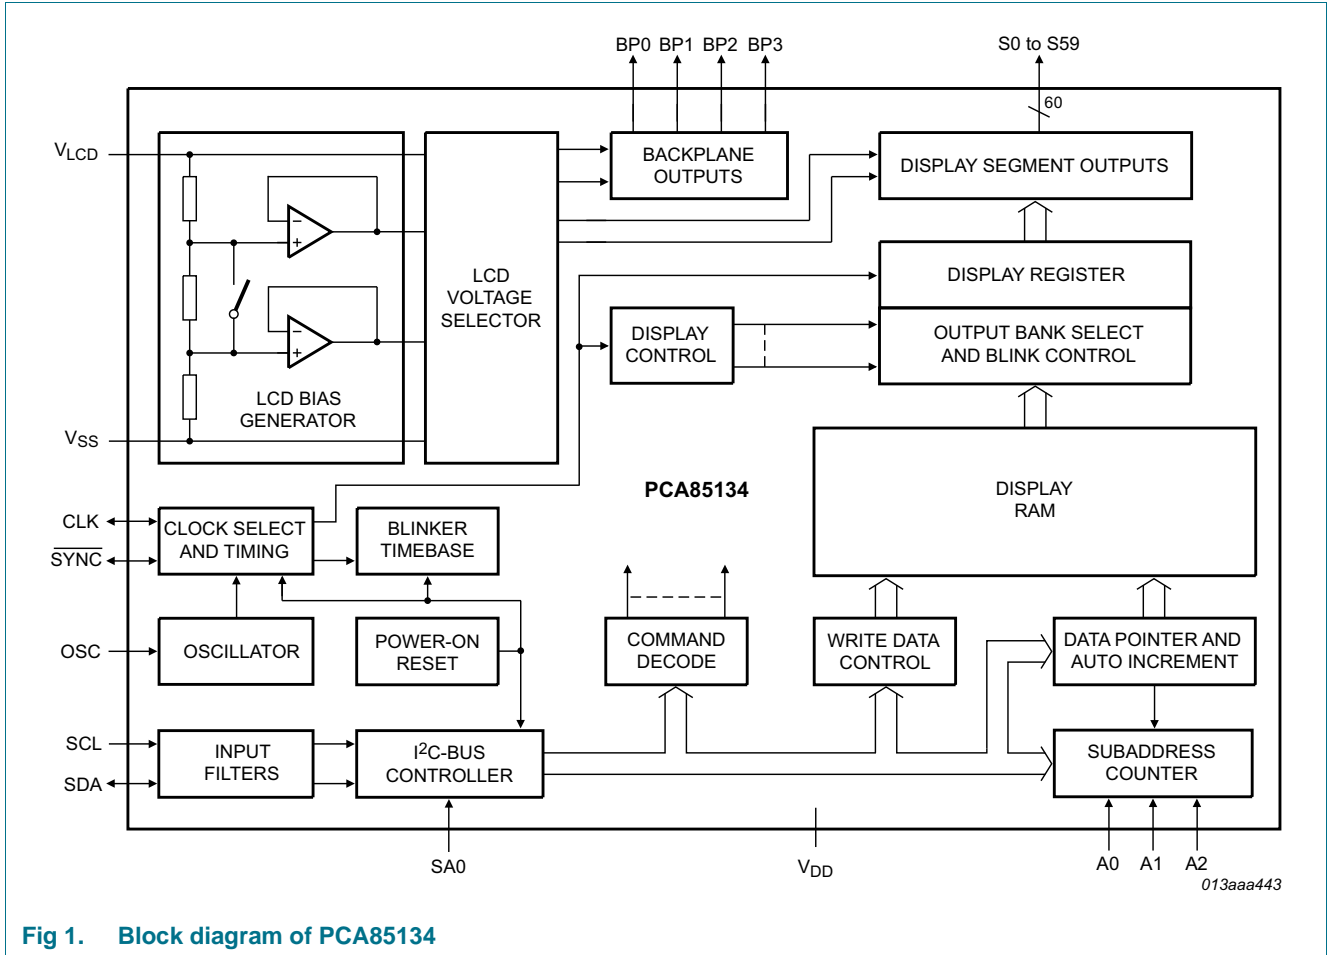 BP0 BP1 BP2 BP3
S0 to S59
60
VLCD
BACKPLANE
OUTPUTS
DISPLAY SEGMENT OUTPUTS
−
+
LCD
VOLTAGE
SELECTOR
DISPLAY REGISTER
−
+
DISPLAY
CONTROL
OUTPUT BANK SELECT
AND BLINK CONTROL
LCD BIAS
GENERATOR
VSS
PCA85134
DISPLAY
RAM
CLK
SYNC
CLOCK SELECT
AND TIMING
BLINKER
TIMEBASE
OSC
OSCILLATOR
POWER-ON
RESET
COMMAND
DECODE
WRITE DATA
CONTROL
DATA POINTER AND
AUTO INCREMENT
SCL
SDA
INPUT
FILTERS
I2C-BUS
CONTROLLER
SUBADDRESS
COUNTER
SA0
VDD
A0 A1 A2
013aaa443
Fig 1. Block diagram of PCA85134